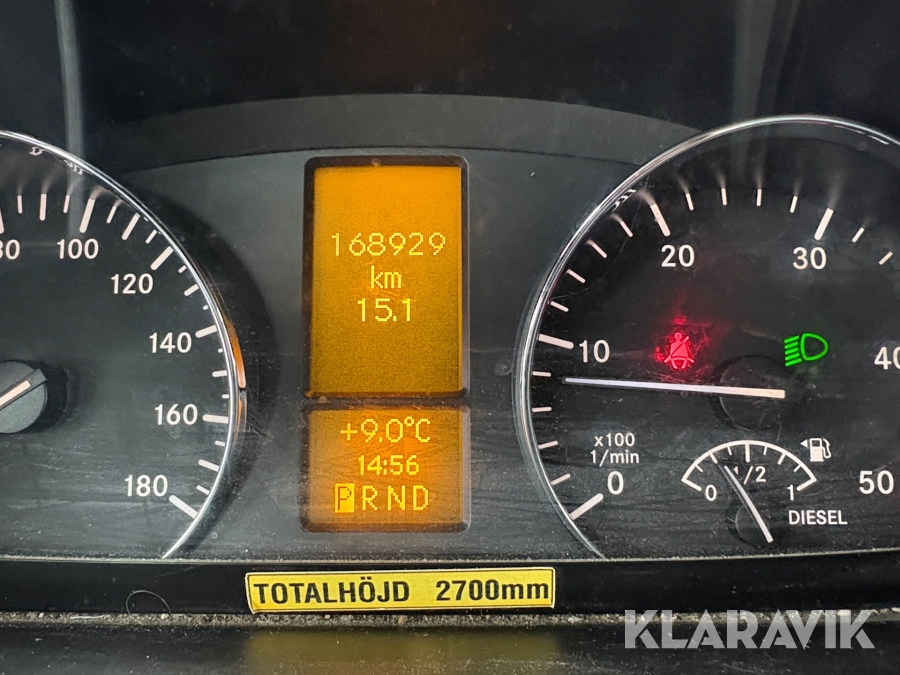 168929
km
15.1
+9.0°C
14:56
P R N D
80
100
120
140
160
180
0
10
20
30
40
50
x100
1/min
0
1/2
1
DIESEL
TOTALHÖJD 2700mm
KLARAVIK